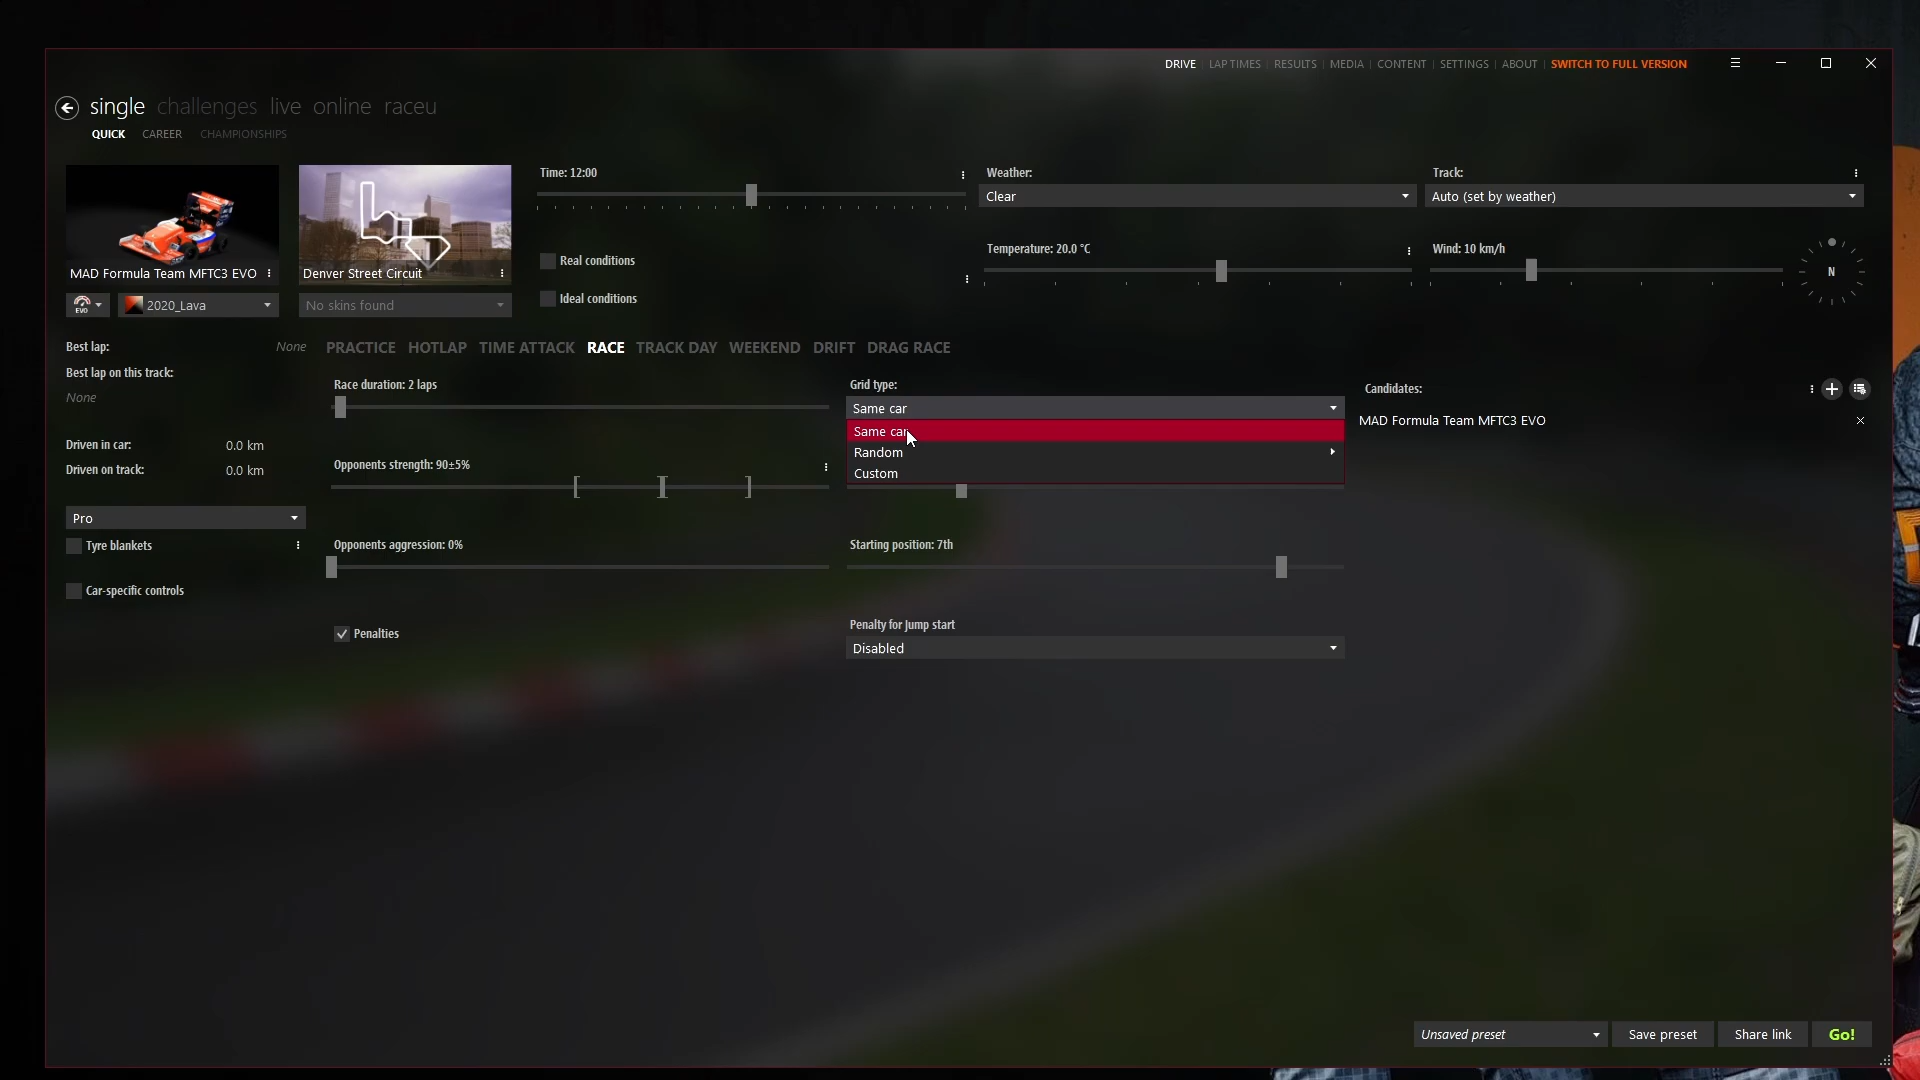 DRIVE | LAP TIMES | RESULTS | MEDIA | CONTENT | SETTINGS | ABOUT | SWITCH TO FULL VERSION
single challenges live online raceu
QUICK CAREER CHAMPIONSHIPS
MAD Formula Team MFTC3 EVO
EVO
2020_Lava
Denver Street Circuit
No skins found
Time: 12:00
Real conditions
Ideal conditions
Weather:
Clear
Temperature: 20.0 °C
Track:
Auto (set by weather)
Wind: 10 km/h
N
Best lap: None
Best lap on this track:
None
Driven in car: 0.0 km
Driven on track: 0.0 km
Pro
Tyre blankets
Car-specific controls
PRACTICE HOTLAP TIME ATTACK RACE TRACK DAY WEEKEND DRIFT DRAG RACE
Race duration: 2 laps
Opponents strength: 90±5%
Opponents aggression: 0%
Penalties
Grid type:
Same car
Same car
Random
Custom
Starting position: 7th
Penalty for jump start
Disabled
Candidates:
MAD Formula Team MFTC3 EVO
Unsaved preset
Save preset
Share link
Go!